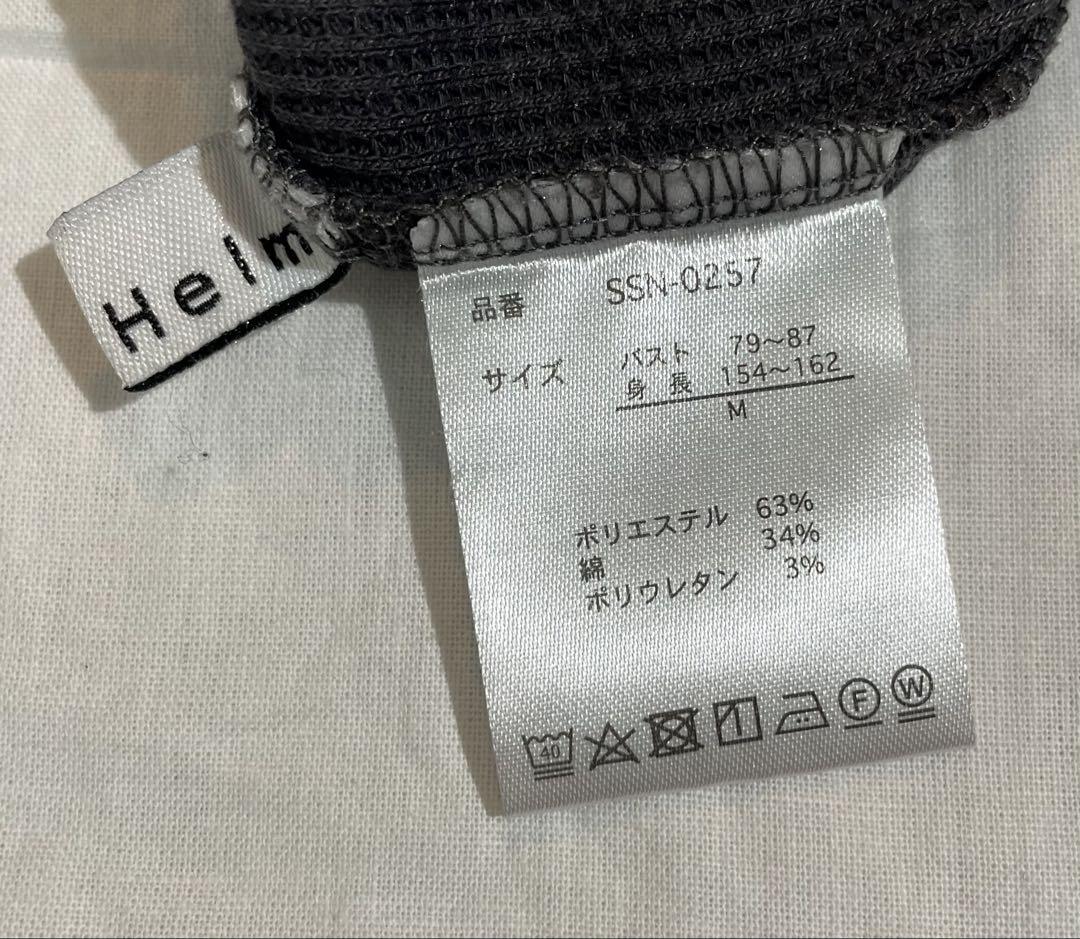 Helm
品番 SSN-0257
サイズ バスト 79〜87
身長 154〜162
M
ポリエステル 63%
綿 34%
ポリウレタン 3%
40 F W